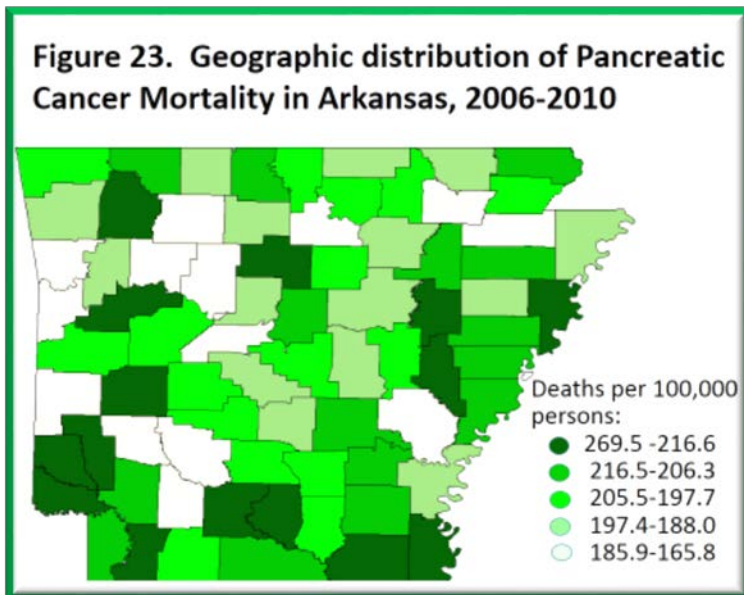 Figure 23.  Geographic distribution of Pancreatic
Cancer Mortality in Arkansas, 2006-2010
Deaths per 100,000
persons:
269.5 -216.6
216.5-206.3
205.5-197.7
197.4-188.0
185.9-165.8